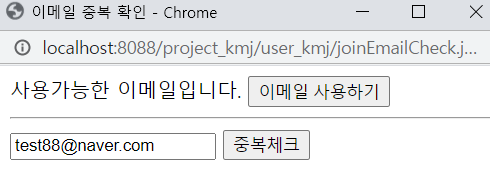 이메일 중복 확인 - Chrome
localhost:8088/project_kmj/user_kmj/joinEmailCheck.j...
사용가능한 이메일입니다. 이메일 사용하기
test88@naver.com 중복체크